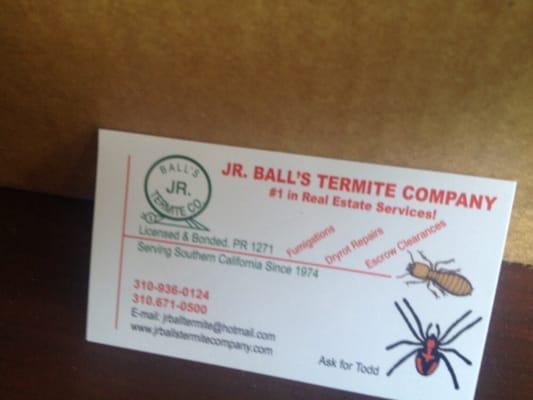 BALL'S
JR.
TERMITE CO
JR. BALL'S TERMITE COMPANY
#1 in Real Estate Services!
Licensed & Bonded. PR 1271
Serving Southern California Since 1974
Fumigations
Dryrot Repairs
Escrow Clearances
310-936-0124
310.671-0500
E-mail: jrballtermite@hotmail.com
www.jrballstermitecompany.com
Ask for Todd